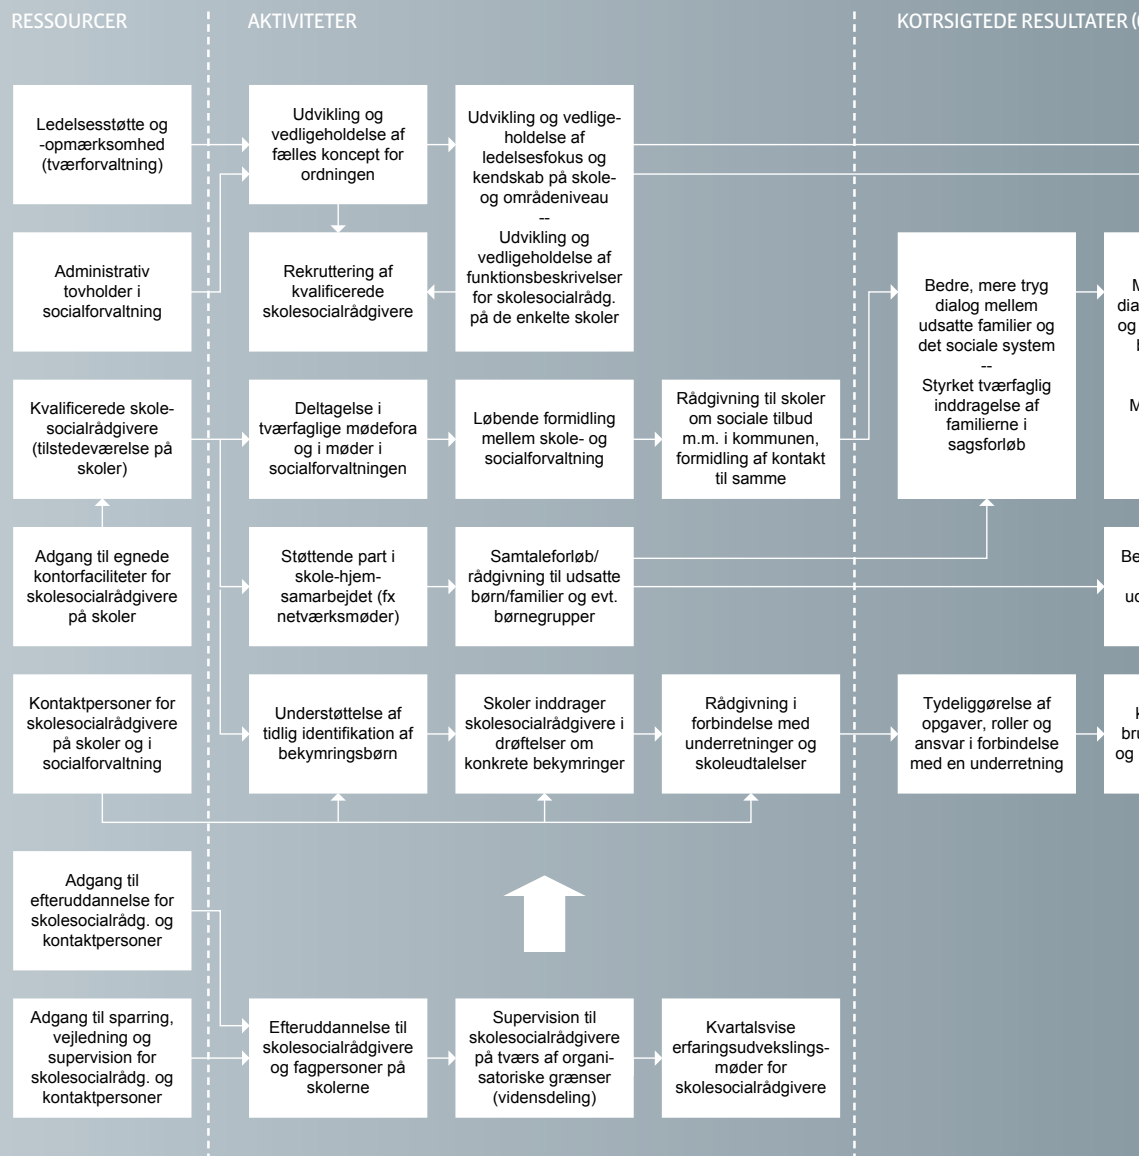 RESSOURCER
AKTIVITETER
KOTRSIGTEDE RESULTATER
Ledelsesstøtte og
-opmærksomhed
(tværforvaltning)
Udvikling og
vedligeholdelse af
fælles koncept for
ordningen
Udvikling og vedlige-
holdelse af
ledelsesfokus og
kendskab på skole-
og områdeniveau
--
Udvikling og
vedligeholdelse af
funktionsbeskrivelser
for skolesocialrådg.
på de enkelte skoler
Administrativ
tovholder i
socialforvaltning
Rekruttering af
kvalificerede
skolesocialrådgivere
Bedre, mere tryg
dialog mellem
udsatte familier og
det sociale system
--
Styrket tværfaglig
inddragelse af
familierne i
sagsforløb
og
Kvalificerede skole-
socialrådgivere
(tilstedeværelse på
skoler)
Deltagelse i
tværfaglige mødefora
og i møder i
socialforvaltningen
Løbende formidling
mellem skole- og
socialforvaltning
Rådgivning til skoler
om sociale tilbud
m.m. i kommunen,
formidling af kontakt
til samme
Adgang til egnede
kontorfaciliteter for
skolesocialrådgivere
på skoler
Støttende part i
skole-hjem-
samarbejdet (fx
netværksmøder)
Samtaleforløb/
rådgivning til udsatte
børn/familier og evt.
børnegrupper
Kontaktpersoner for
skolesocialrådgivere
på skoler og i
socialforvaltning
Understøttelse af
tidlig identifikation af
bekymringsbørn
Skoler inddrager
skolesocialrådgivere i
drøftelser om
konkrete bekymringer
Rådgivning i
forbindelse med
underretninger og
skoleudtalelser
Tydeliggørelse af
opgaver, roller og
ansvar i forbindelse
med en underretning
og
Adgang til
efteruddannelse for
skolesocialrådg. og
kontaktpersoner
Adgang til sparring,
vejledning og
supervision for
skolesocialrådg. og
kontaktpersoner
Efteruddannelse til
skolesocialrådgivere
og fagpersoner på
skolerne
Supervision til
skolesocialrådgivere
på tværs af organi-
satoriske grænser
(vidensdeling)
Kvartalsvise
erfaringsudvekslings-
møder for
skolesocialrådgivere